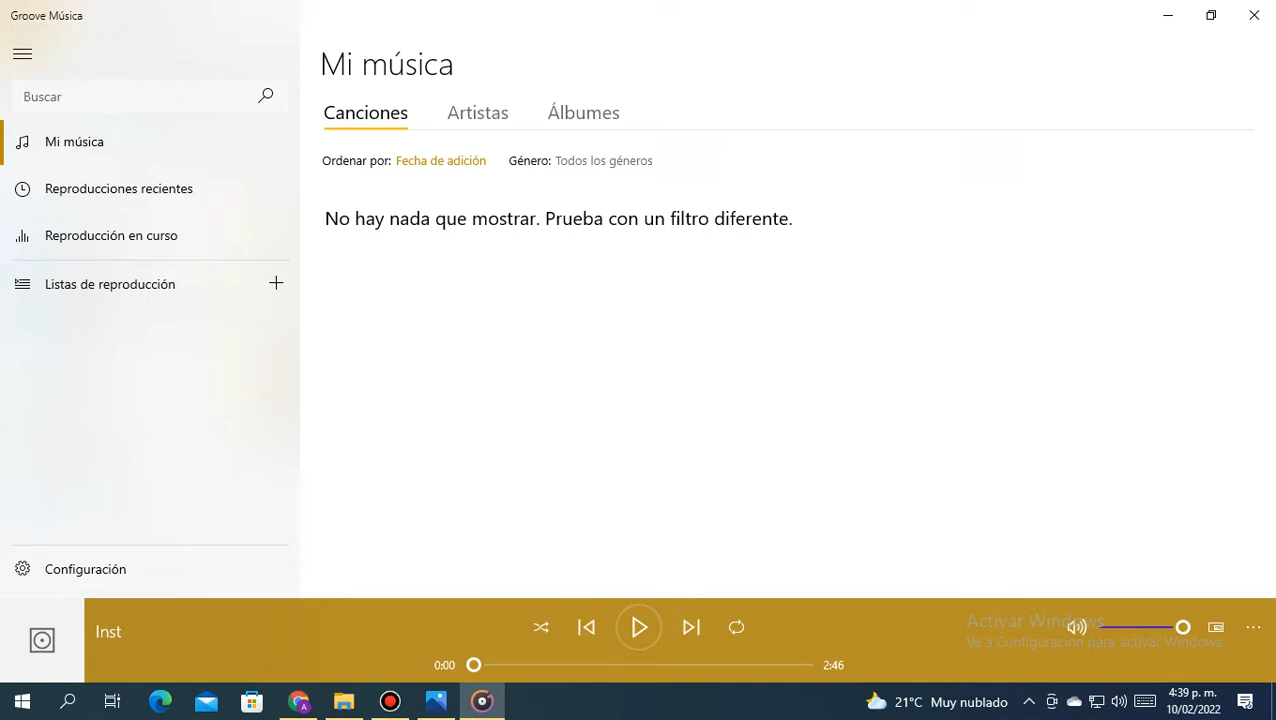 Groove Música
Buscar
Mi música
Reproducciones recientes
Reproducción en curso
Listas de reproducción
Configuración
Mi música
Canciones Artistas Álbumes
Ordenar por: Fecha de adición Género: Todos los géneros
No hay nada que mostrar. Prueba con un filtro diferente.
Inst
0:00 2:46
Activar Windows
Ve a Configuración para activar Windows.
21°C Muy nublado
4:39 p. m.
10/02/2022